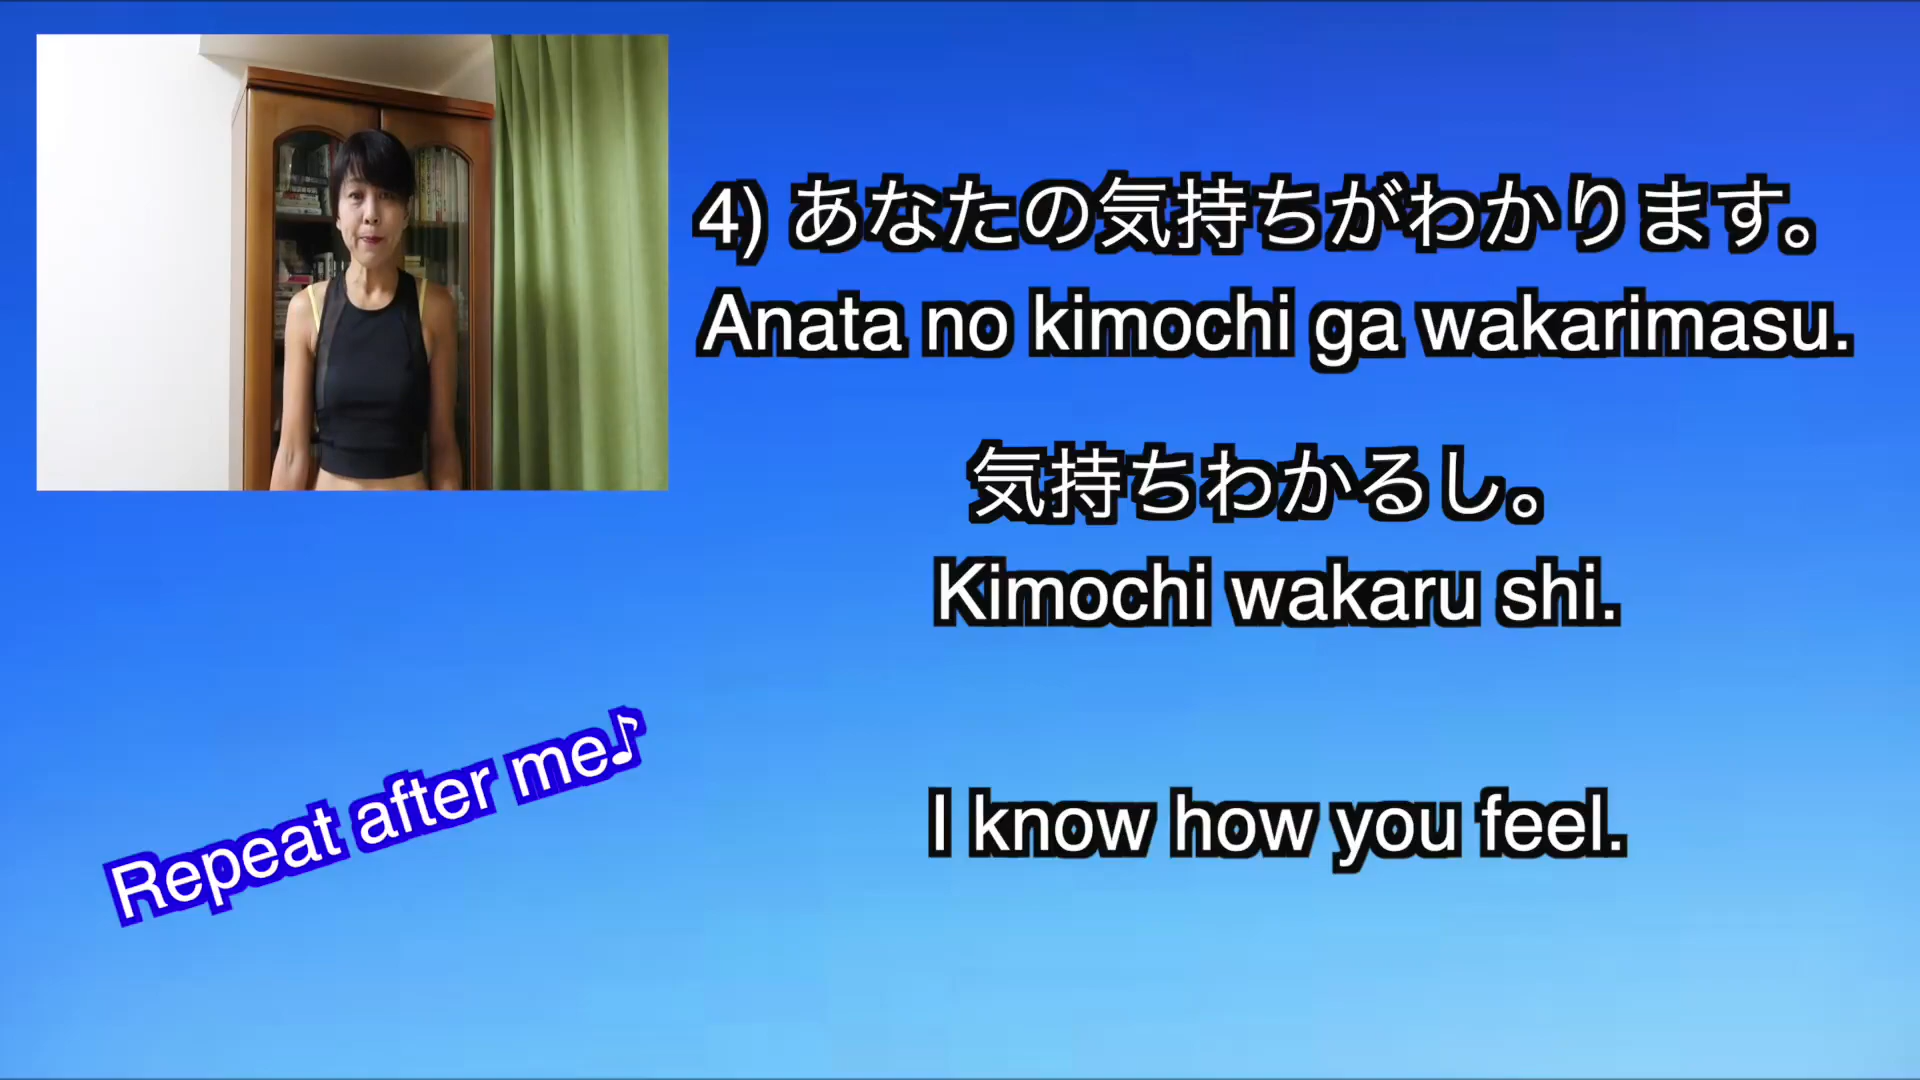 4) あなたの気持ちがわかります。
Anata no kimochi ga wakarimasu.
気持ちわかるし。
Kimochi wakaru shi.
Repeat after me♪
I know how you feel.